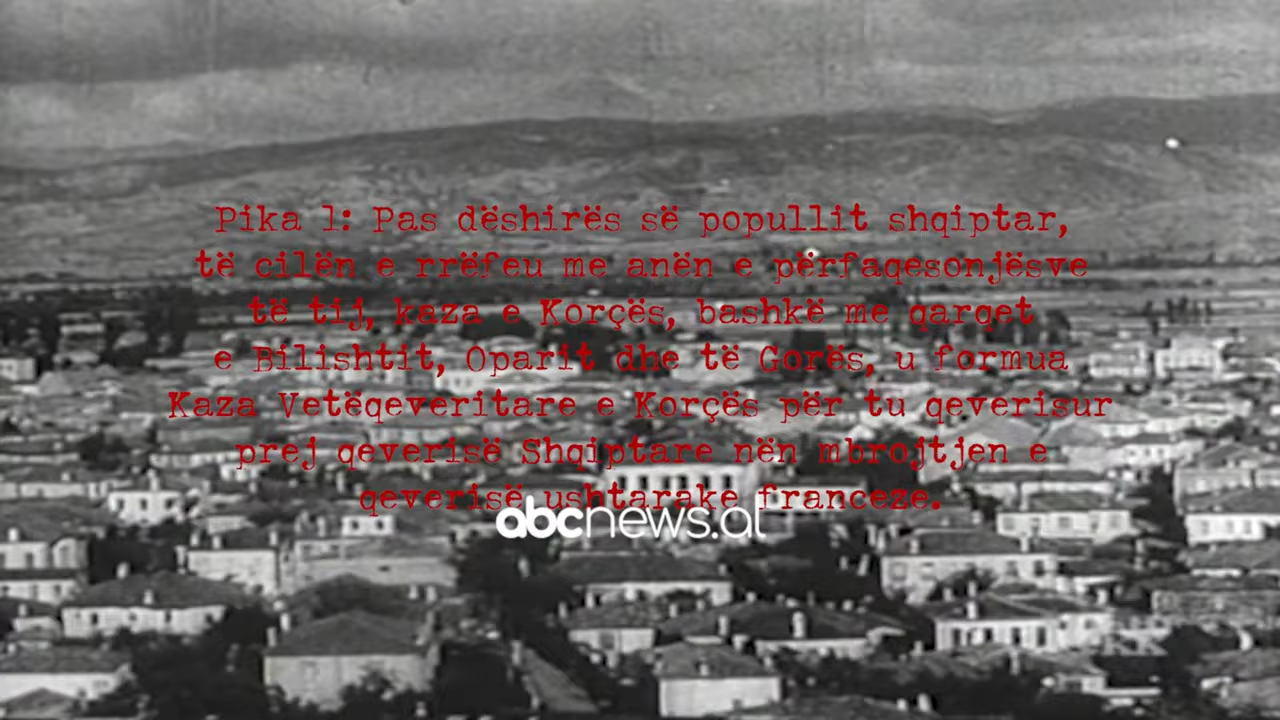 Pika 1: Pas dëshirës së popullit shqiptar,
të cilën e rrëfeu me anën e përfaqesonjësve
të tij, kaza e Korçës, bashkë me qarqet
e Bilishtit, Oparit dhe të Gorës, u formua
Kaza Vetëqeveritare e Korçës për tu qeverisur
prej qeverisë Shqiptare nën mbrojtjen e
qeverisë ushtarake franceze.
abcnews.al